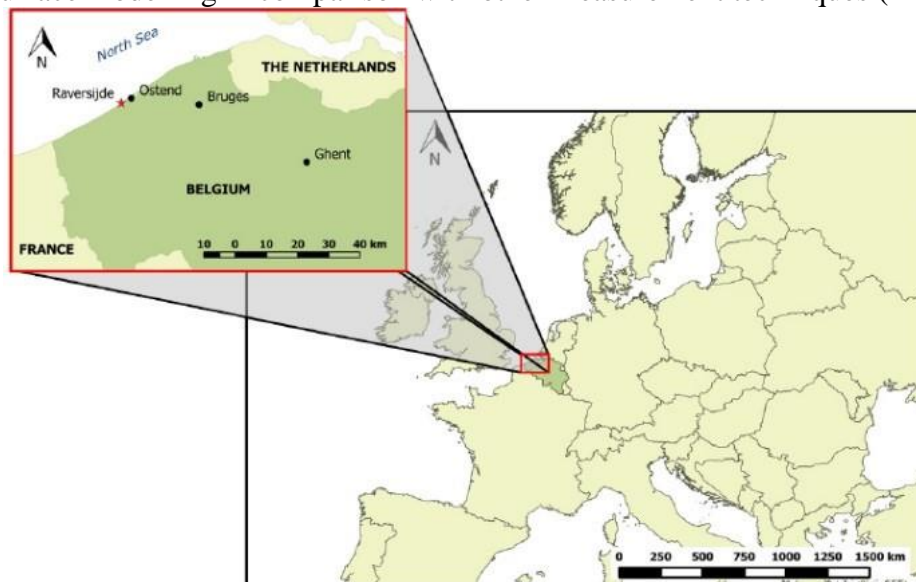 North Sea
N
THE NETHERLANDS
Raversijde
Ostend
Bruges
Ghent
BELGIUM
FRANCE
10 0 10 20 30 40 km
N
0 250 500 750 1000 1250 1500 km